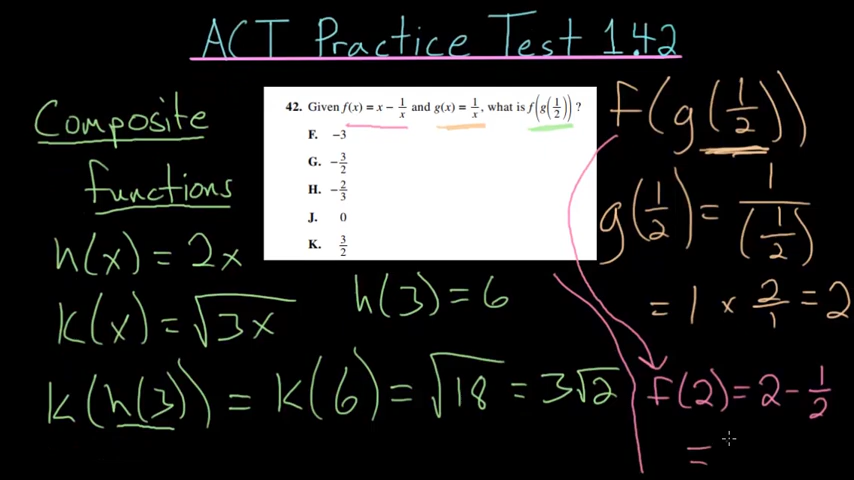 ACT Practice Test 1.42
42. Given f(x) = x − 1/x and g(x) = 1/x, what is f(g(1/2)) ?
F. −3
G. −3/2
H. −2/3
J. 0
K. 3/2
Composite
functions
h(x) = 2x
k(x) = √3x
h(3) = 6
k(h(3)) = k(6) = √18 = 3√2
f(g(1/2))
g(1/2) = 1/(1/2)
= 1 × 2/1 = 2
f(2) = 2 − 1/2
=